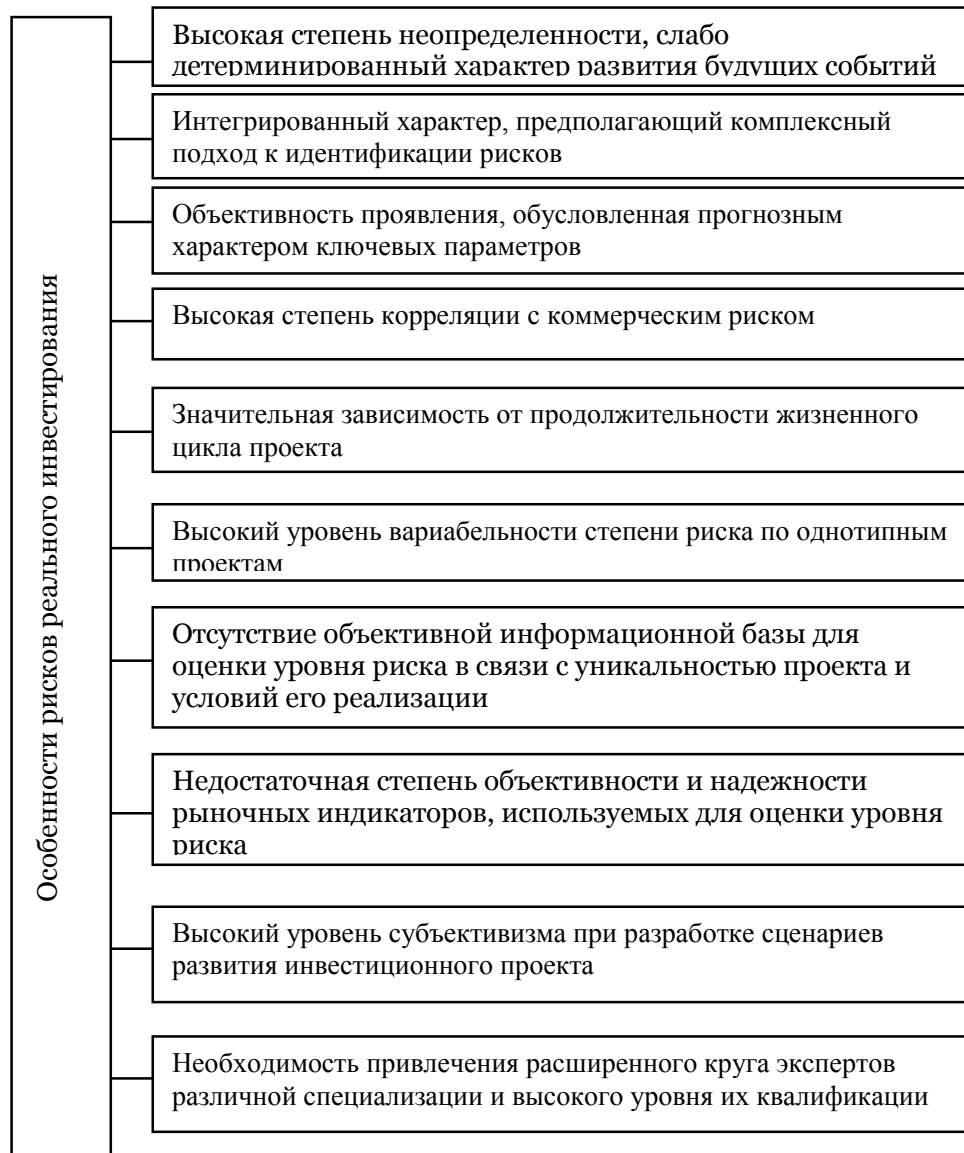 Особенности рисков реального инвестирования
Высокая степень неопределенности, слабо
детерминированный характер развития будущих событий
Интегрированный характер, предполагающий комплексный
подход к идентификации рисков
Объективность проявления, обусловленная прогнозным
характером ключевых параметров
Высокая степень корреляции с коммерческим риском
Значительная зависимость от продолжительности жизненного
цикла проекта
Высокий уровень вариабельности степени риска по однотипным
проектам
Отсутствие объективной информационной базы для
оценки уровня риска в связи с уникальностью проекта и
условий его реализации
Недостаточная степень объективности и надежности
рыночных индикаторов, используемых для оценки уровня
риска
Высокий уровень субъективизма при разработке сценариев
развития инвестиционного проекта
Необходимость привлечения расширенного круга экспертов
различной специализации и высокого уровня их квалификации